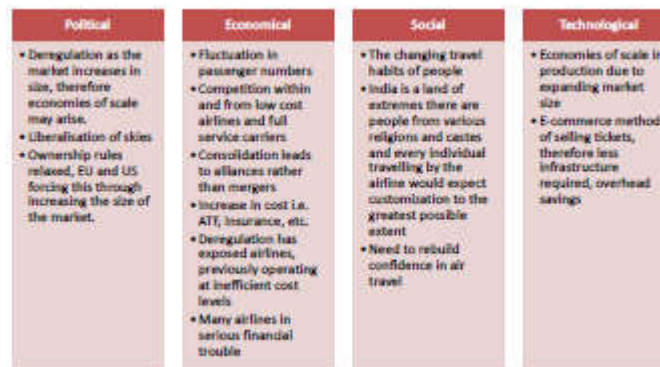 Political
• Deregulation as the
market increases in
size, therefore
economies of scale
may arise.
• Liberalisation of skies
• Ownership rules
relaxed, EU and US
forcing this through
increasing the size of
the market.
Economical
• Fluctuation in
passenger numbers
• Competition within
and from low cost
airlines and full
service carriers
• Consolidation leads
to alliances rather
than mergers
• Increase in cost i.e.
ATF, Insurance, etc.
• Deregulation has
exposed airlines,
previously operating
at inefficient cost
levels
• Many airlines in
serious financial
trouble
Social
• The changing travel
habits of people
• India is a land of
extremes there are
people from various
religions and castes
and every individual
travelling by the
airline would expect
customization to the
greatest possible
extent
• Need to rebuild
confidence in air
travel
Technological
• Economies of scale in
production due to
expanding market
size
• E-commerce method
of selling tickets,
therefore less
infrastructure
required, overhead
savings